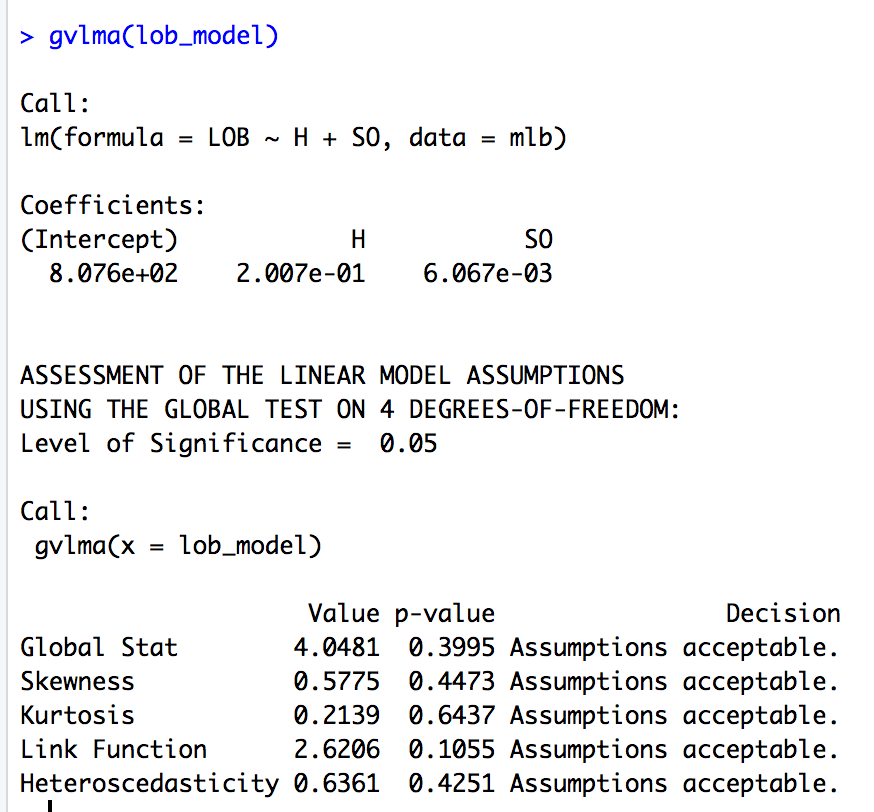 > gvlma(lob_model)
Call:
lm(formula = LOB ~ H + SO, data = mlb)
Coefficients:
(Intercept)            H           SO
  8.076e+02    2.007e-01    6.067e-03
ASSESSMENT OF THE LINEAR MODEL ASSUMPTIONS
USING THE GLOBAL TEST ON 4 DEGREES-OF-FREEDOM:
Level of Significance =  0.05
Call:
 gvlma(x = lob_model)
                    Value p-value                Decision
Global Stat        4.0481  0.3995 Assumptions acceptable.
Skewness           0.5775  0.4473 Assumptions acceptable.
Kurtosis           0.2139  0.6437 Assumptions acceptable.
Link Function      2.6206  0.1055 Assumptions acceptable.
Heteroscedasticity 0.6361  0.4251 Assumptions acceptable.